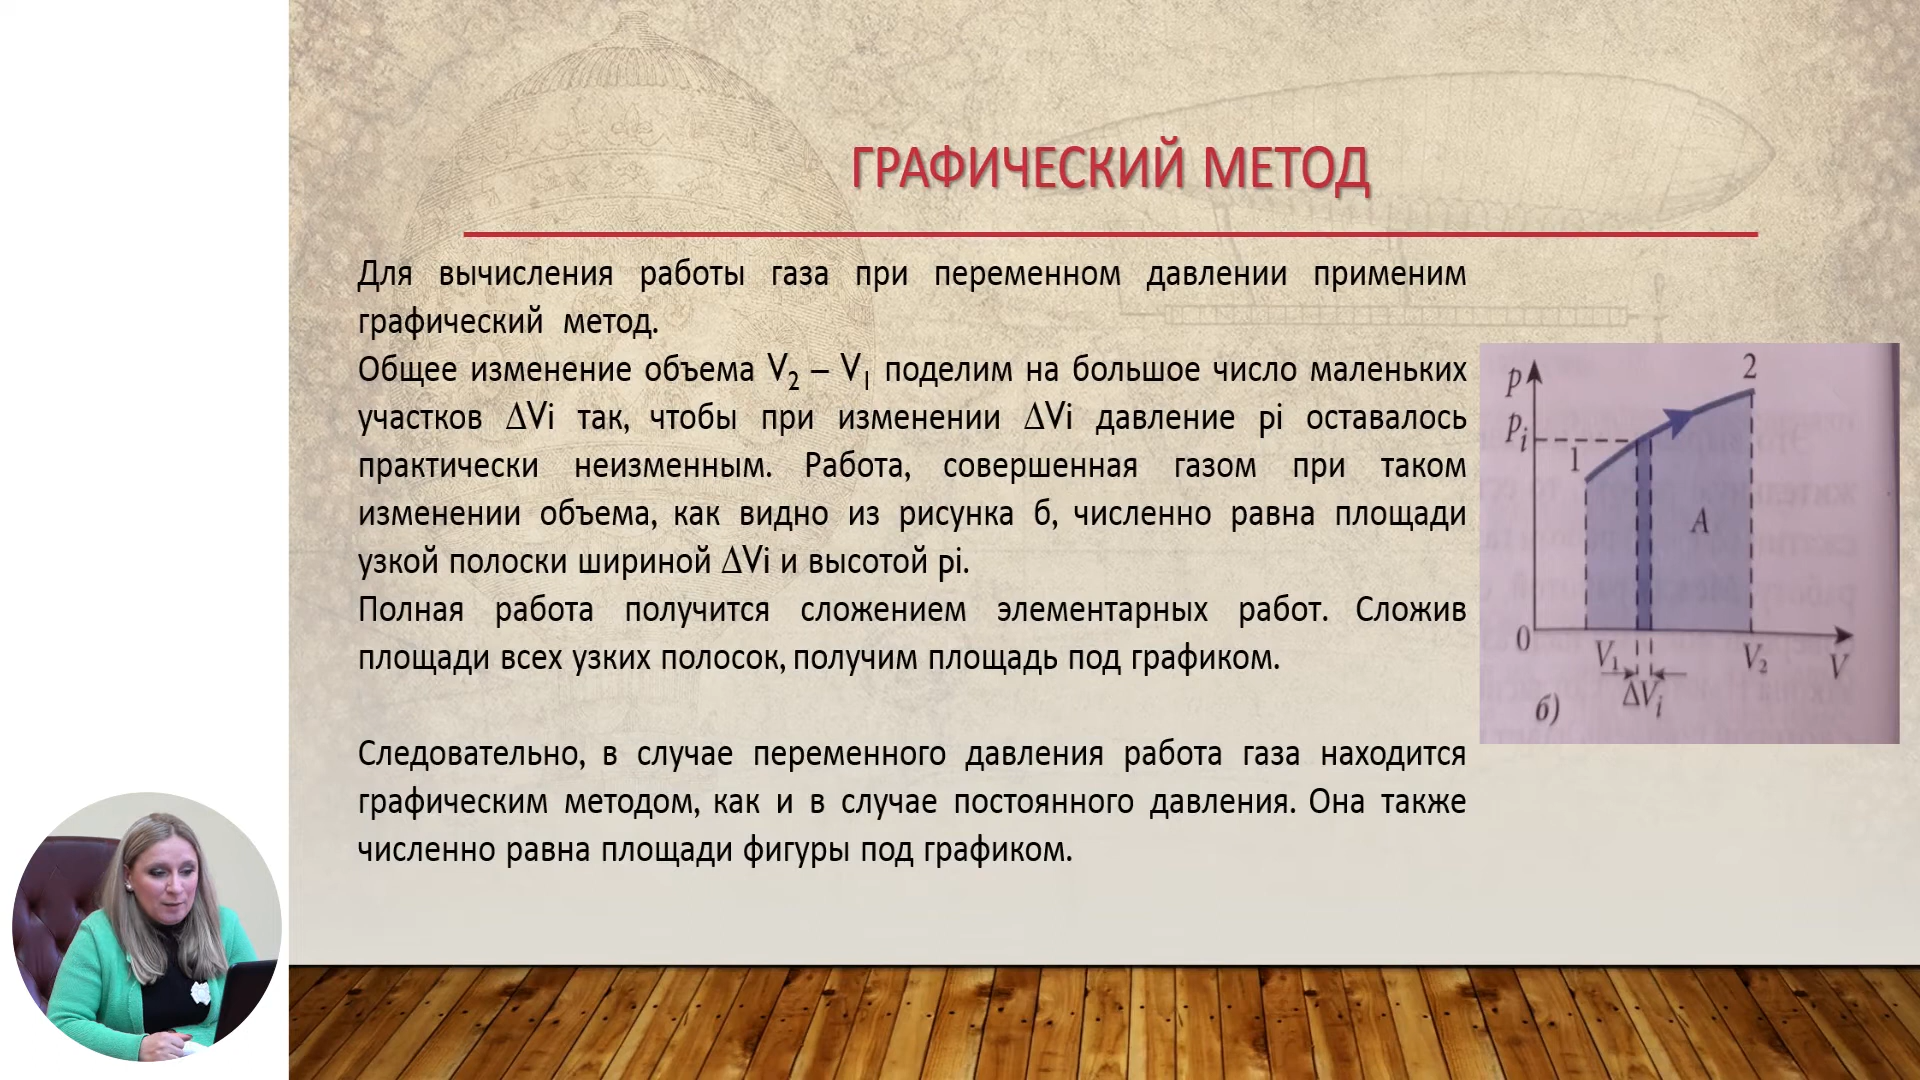 ГРАФИЧЕСКИЙ МЕТОД
Для вычисления работы газа при переменном давлении применим
графический метод.
Общее изменение объема V₂ – V₁ поделим на большое число маленьких
участков ΔVi так, чтобы при изменении ΔVi давление pi оставалось
практически неизменным. Работа, совершенная газом при таком
изменении объема, как видно из рисунка б, численно равна площади
узкой полоски шириной ΔVi и высотой pi.
Полная работа получится сложением элементарных работ. Сложив
площади всех узких полосок, получим площадь под графиком.
Следовательно, в случае переменного давления работа газа находится
графическим методом, как и в случае постоянного давления. Она также
численно равна площади фигуры под графиком.
p
2
pᵢ
1
A
0
V₁
V₂
V
ΔVᵢ
б)